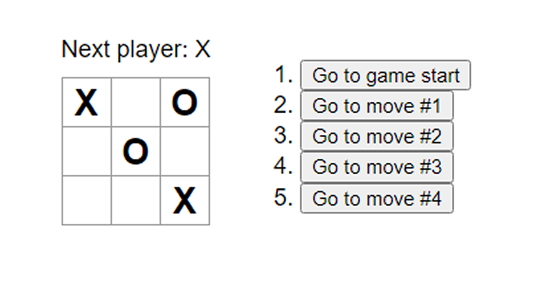 Next player: X
X O
O
X
1. Go to game start
2. Go to move #1
3. Go to move #2
4. Go to move #3
5. Go to move #4